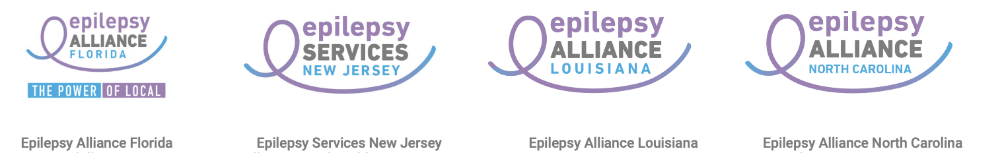 epilepsy
ALLIANCE
FLORIDA
THE POWER OF LOCAL
epilepsy
SERVICES
NEW JERSEY
epilepsy
ALLIANCE
LOUISIANA
epilepsy
ALLIANCE
NORTH CAROLINA
Epilepsy Alliance Florida
Epilepsy Services New Jersey
Epilepsy Alliance Louisiana
Epilepsy Alliance North Carolina